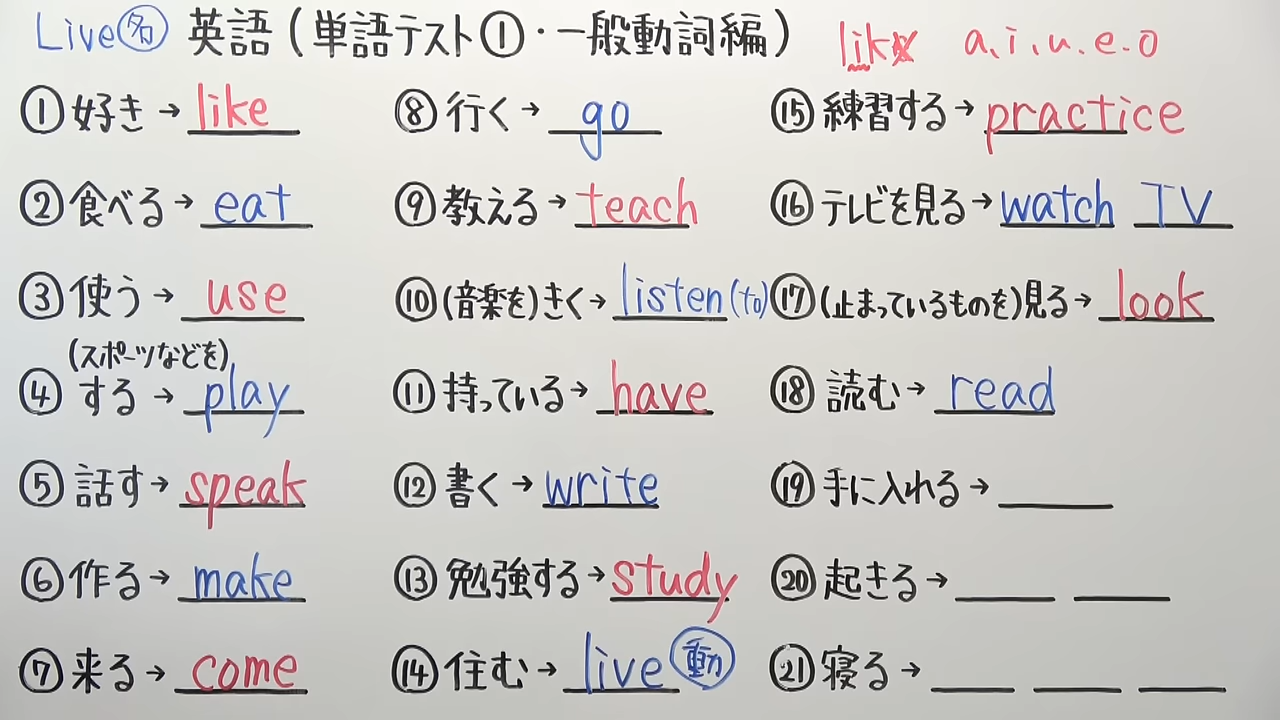 Live名 英語(単語テスト①・一般動詞編) like a.i.u.e.o
①好き→like
②食べる→eat
③使う→use
(スポーツなどを)
④する→play
⑤話す→speak
⑥作る→make
⑦来る→come
⑧行く→go
⑨教える→teach
⑩(音楽を)きく→listen(to)
⑪持っている→have
⑫書く→write
⑬勉強する→study
⑭住む→live動
⑮練習する→practice
⑯テレビを見る→watch TV
⑰(止まっているものを)見る→look
⑱読む→read
⑲手に入れる→
⑳起きる→
㉑寝る→